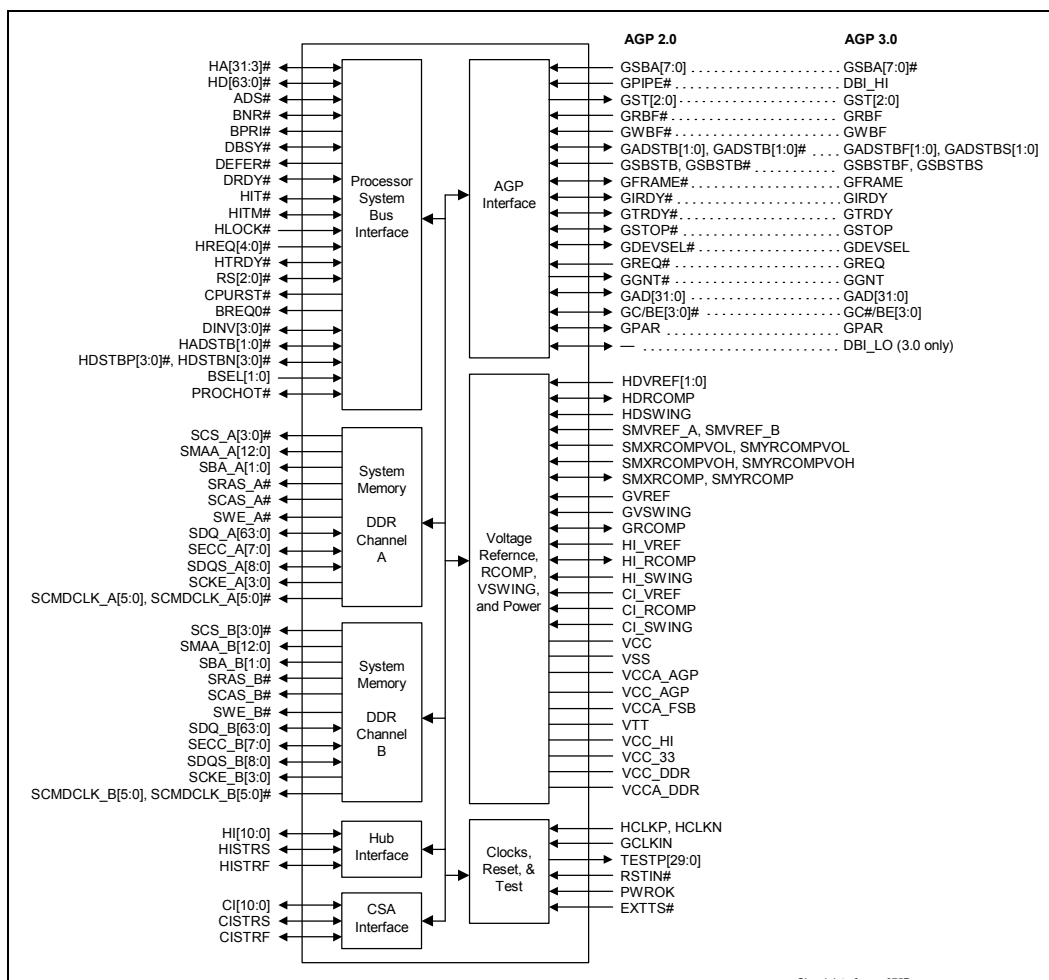 AGP 2.0 AGP 3.0
HA[31:3]#
HD[63:0]#
ADS#
BNR#
BPRI#
DBSY#
DEFER#
DRDY#
HIT#
HITM#
HLOCK#
HREQ[4:0]#
HTRDY#
RS[2:0]#
CPURST#
BREQ0#
DINV[3:0]#
HADSTB[1:0]#
HDSTBP[3:0]#, HDSTBN[3:0]#
BSEL[1:0]
PROCHOT#
Processor
System
Bus
Interface
SCS_A[3:0]#
SMAA_A[12:0]
SBA_A[1:0]
SRAS_A#
SCAS_A#
SWE_A#
SDQ_A[63:0]
SECC_A[7:0]
SDQS_A[8:0]
SCKE_A[3:0]
SCMDCLK_A[5:0], SCMDCLK_A[5:0]#
System
Memory
DDR
Channel
A
SCS_B[3:0]#
SMAA_B[12:0]
SBA_B[1:0]
SRAS_B#
SCAS_B#
SWE_B#
SDQ_B[63:0]
SECC_B[7:0]
SDQS_B[8:0]
SCKE_B[3:0]
SCMDCLK_B[5:0], SCMDCLK_B[5:0]#
System
Memory
DDR
Channel
B
HI[10:0]
HISTRS
HISTRF
Hub
Interface
CI[10:0]
CISTRS
CISTRF
CSA
Interface
AGP
Interface
GSBA[7:0] . . . . . . . . . . . . . . . . GSBA[7:0]#
GPIPE# . . . . . . . . . . . . . . . . DBI_HI
GST[2:0] . . . . . . . . . . . . . . . . GST[2:0]
GRBF# . . . . . . . . . . . . . . . . GRBF
GWBF# . . . . . . . . . . . . . . . . GWBF
GADSTB[1:0], GADSTB[1:0]# . . . GADSTBF[1:0], GADSTBS[1:0]
GSBSTB, GSBSTB# . . . . . . . . . GSBSTBF, GSBSTBS
GFRAME# . . . . . . . . . . . . . . . GFRAME
GIRDY# . . . . . . . . . . . . . . . . GIRDY
GTRDY# . . . . . . . . . . . . . . . . GTRDY
GSTOP# . . . . . . . . . . . . . . . . GSTOP
GDEVSEL# . . . . . . . . . . . . . . GDEVSEL
GREQ# . . . . . . . . . . . . . . . . GREQ
GGNT# . . . . . . . . . . . . . . . . GGNT
GAD[31:0] . . . . . . . . . . . . . . . GAD[31:0]
GC/BE[3:0]# . . . . . . . . . . . . . GC#/BE[3:0]
GPAR . . . . . . . . . . . . . . . . . GPAR
— . . . . . . . . . . . . . . . . . . DBI_LO (3.0 only)
Voltage
Refernce,
RCOMP,
VSWING,
and Power
HDVREF[1:0]
HDRCOMP
HDSWING
SMVREF_A, SMVREF_B
SMXRCOMPVOL, SMYRCOMPVOL
SMXRCOMPVOH, SMYRCOMPVOH
SMXRCOMP, SMYRCOMP
GVREF
GVSWING
GRCOMP
HI_VREF
HI_RCOMP
HI_SWING
CI_VREF
CI_RCOMP
CI_SWING
VCC
VSS
VCCA_AGP
VCC_AGP
VCCA_FSB
VTT
VCC_HI
VCC_33
VCC_DDR
VCCA_DDR
Clocks,
Reset, &
Test
HCLKP, HCLKN
GCLKIN
TESTP[29:0]
RSTIN#
PWROK
EXTTS#